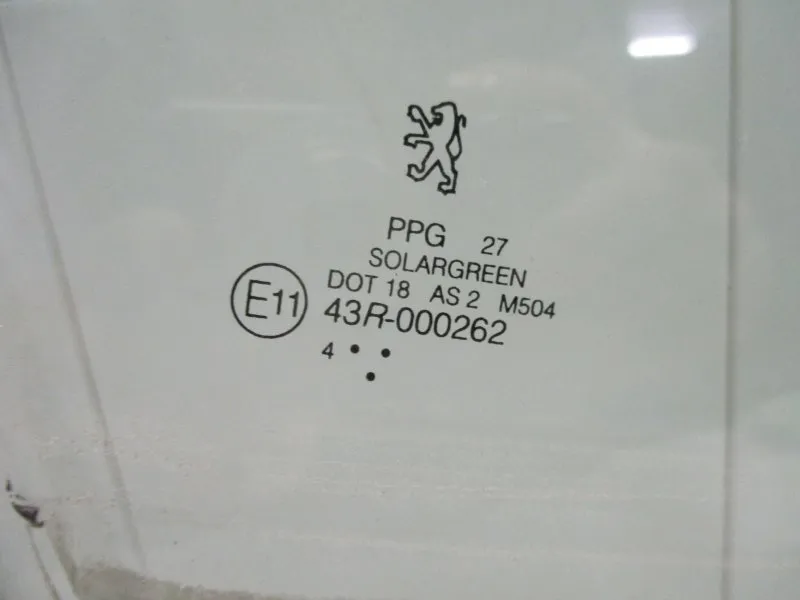 PPG 27
SOLARGREEN
DOT 18 AS 2 M504
E11 43R-000262
4